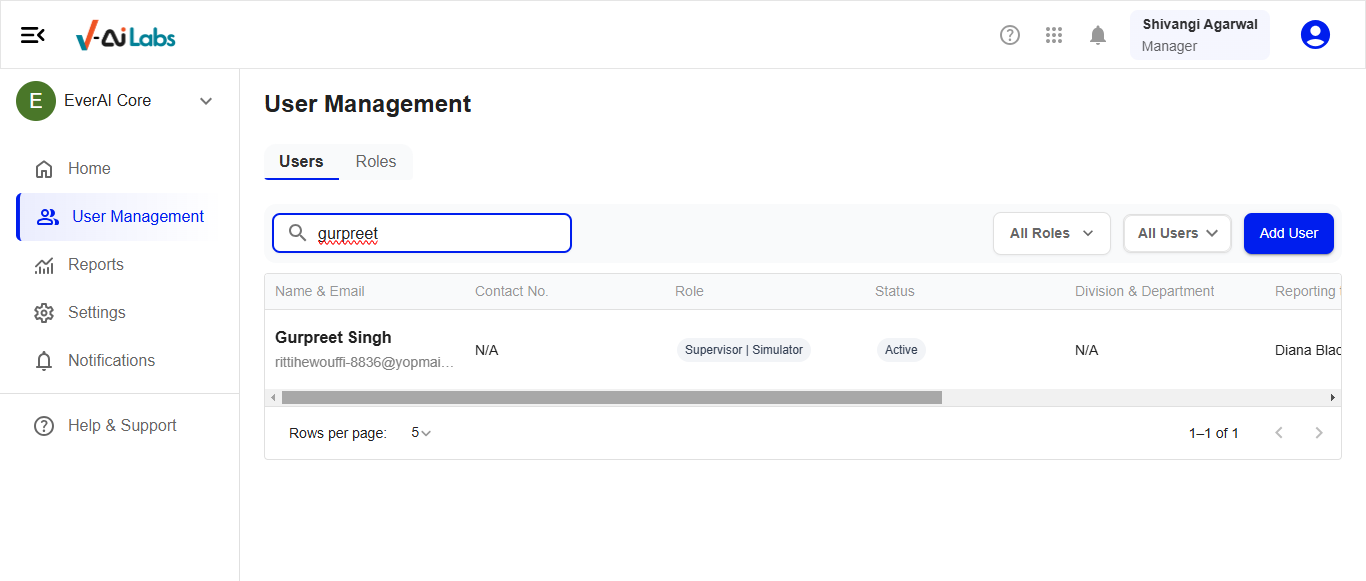 V-Ai Labs
?
Shivangi Agarwal
Manager
E
EverAI Core
Home
User Management
Reports
Settings
Notifications
? Help & Support
User Management
Users Roles
gurpreet
All Roles
All Users
Add User
Name & Email Contact No. Role Status Division & Department Reporting
Gurpreet Singh
rittihewouffi-8836@yopmai...
N/A
Supervisor | Simulator
Active
N/A
Diana Blac
Rows per page: 5
1–1 of 1